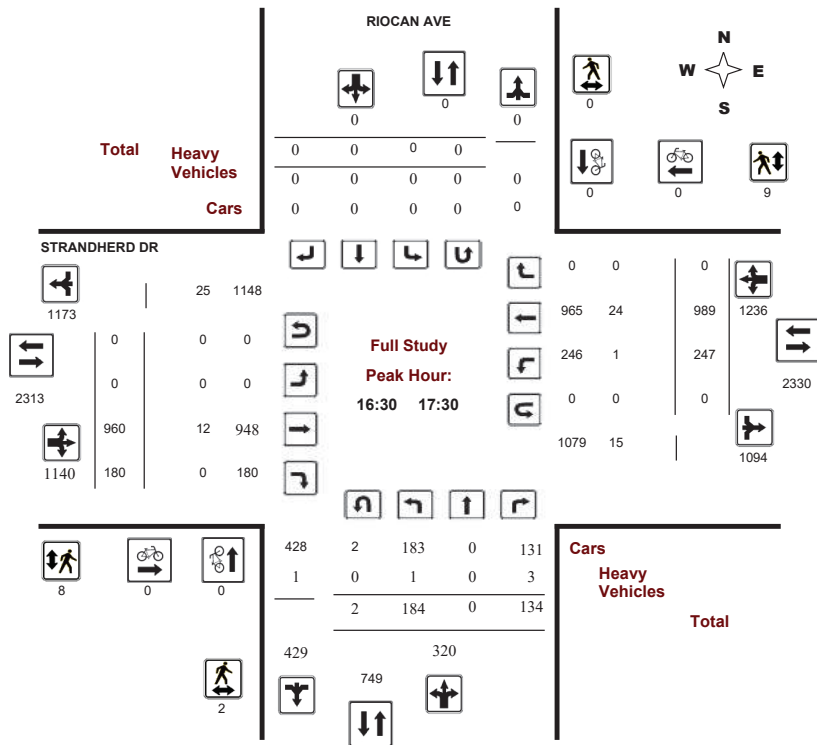 RIOCAN AVE
N
W E
S
0
0
0 0
Total Heavy Vehicles
0 0 0 0
0 0 0 0 0
Cars 0 0 0 0 0
0 0 9
STRANDHERD DR
1173 25 1148
0 0 0
0 0 0
2313
960 12 948
1140 180 0 180
Full Study
Peak Hour:
16:30 17:30
0 0 0
965 24 989 1236
246 1 247
2330
0 0 0
1079 15 1094
428 2 183 0 131
1 0 1 0 3
2 184 0 134
429 320
749
Cars
Heavy
Vehicles
Total
8 0 0
2